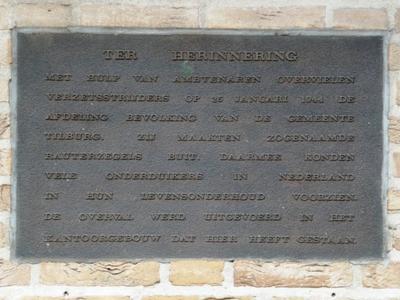 TER HERINNERING
MET HULP VAN AMBTENAREN OVERVIELEN
VERZETSSTRIJDERS OP 25 JANUARI 1944 DE
AFDELING BEVOLKING VAN DE GEMEENTE
TILBURG. ZIJ MAAKTEN ZOGENAAMDE
RAUTERZEGELS BUIT. DAARMEE KONDEN
VELE ONDERDUIKERS IN NEDERLAND
IN HUN LEVENSONDERHOUD VOORZIEN.
DE OVERVAL WERD UITGEVOERD IN HET
KANTOORGEBOUW DAT HIER HEEFT GESTAAN.